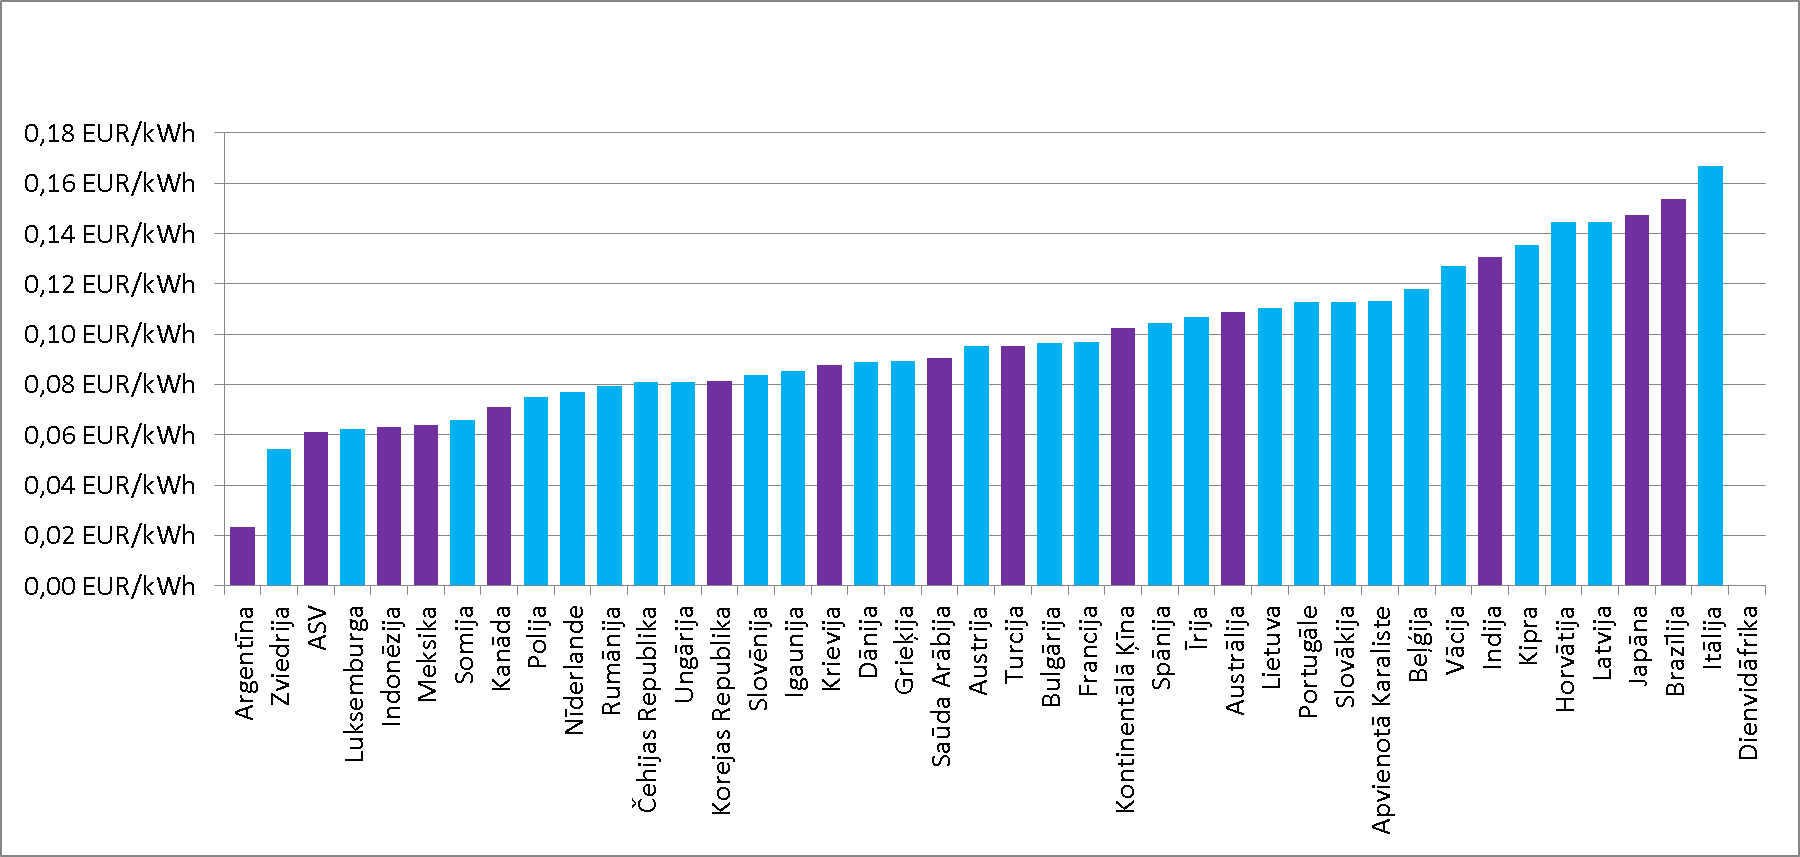 0,18 EUR/kWh
0,16 EUR/kWh
0,14 EUR/kWh
0,12 EUR/kWh
0,10 EUR/kWh
0,08 EUR/kWh
0,06 EUR/kWh
0,04 EUR/kWh
0,02 EUR/kWh
0,00 EUR/kWh
Argentīna
Zviedrija
ASV
Luksemburga
Indonēzija
Meksika
Somija
Kanāda
Polija
Nīderlande
Rumānija
Čehijas Republika
Ungārija
Korejas Republika
Slovēnija
Igaunija
Krievija
Dānija
Grieķija
Saūda Arābija
Austrija
Turcija
Bulgārija
Francija
Kontinentālā Ķīna
Spānija
Īrija
Austrālija
Lietuva
Portugāle
Slovākija
Apvienotā Karaliste
Beļģija
Vācija
Indija
Kipra
Horvātija
Latvija
Japāna
Brazīlija
Itālija
Dienvidāfrika